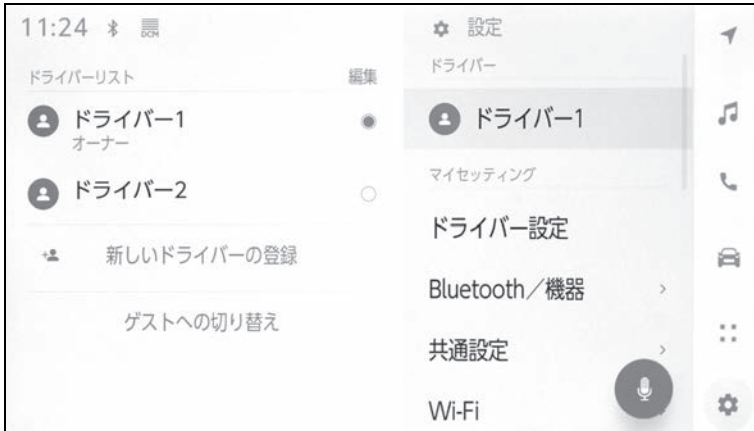 11:24
DCM
ドライバーリスト
編集
ドライバー1
オーナー
ドライバー2
新しいドライバーの登録
ゲストへの切り替え
設定
ドライバー
ドライバー1
マイセッティング
ドライバー設定
Bluetooth／機器
共通設定
Wi-Fi